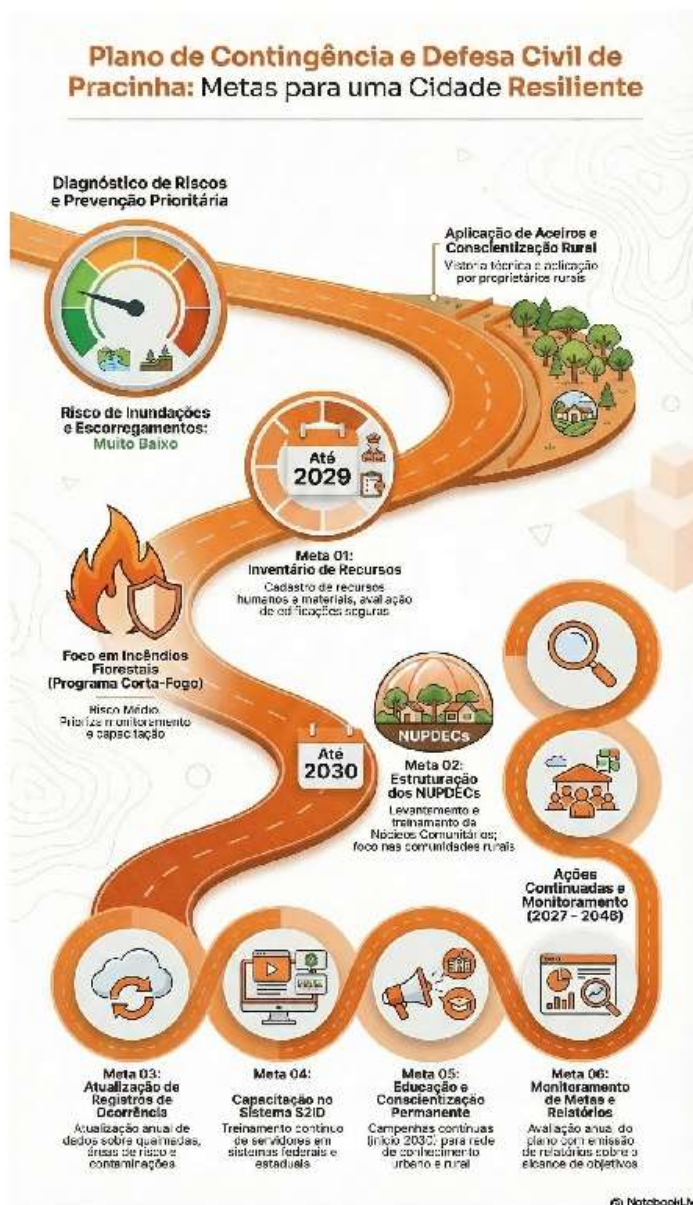 Plano de Contingência e Defesa Civil de
Pracinha: Metas para uma Cidade Resiliente
Diagnóstico de Riscos
e Prevenção Prioritária
Aplicação de Aceiros e
Conscientização Rural
Vistoria técnica e aplicação
por proprietários rurais
Risco de Inundações
e Escorregamentos:
Muito Baixo
Até
2029
Meta 01:
Inventário de Recursos
Cadastro de recursos
humanos e materiais, avaliação
de edificações seguras
Foco em Incêndios
Fiorestais
(Programa Corta-Fogo)
Risco Médio.
Prioriza monitoramento
e capacitação
Até
2030
NUPDECs
Meta 02:
Estruturação
dos NUPDECs
Levantamento e
treinamento de
Núcleos Comunitários;
foco nas comunidades rurais
Ações
Continuadas e
Monitoramento
(2027 - 2046)
Meta 03:
Atualização de
Registros de
Ocorrência
Atualização anual de
dados sobre queimadas,
áreas de risco e
contaminações
Meta 04:
Capacitação no
Sistema S2ID
Treinamento contínuo
de servidores em
sistemas federais e
estaduais
Meta 05:
Educação e
Conscientização
Permanente
Campanhas contínuas
(início 2030) para rede
de conhecimento
urbano e rural
Meta 06:
Monitoramento
de Metas e
Relatórios
Avaliação anual do
plano com emissão
de relatórios sobre o
alcance de objetivos
NotebookLM